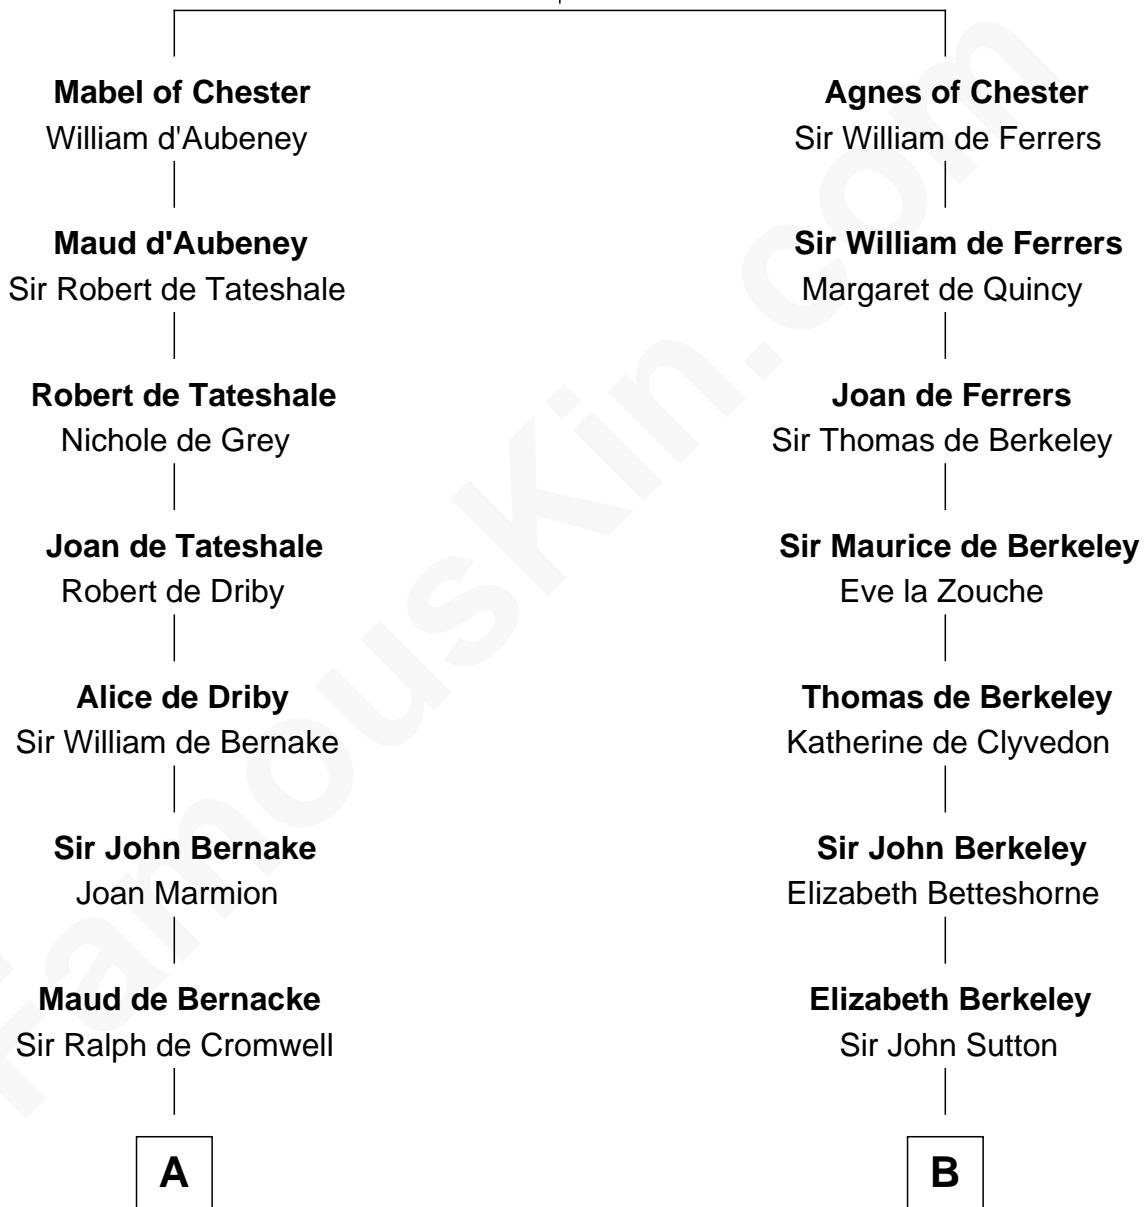 Mabel of Chester
William d'Aubeney
Maud d'Aubeney
Sir Robert de Tateshale
Robert de Tateshale
Nichole de Grey
Joan de Tateshale
Robert de Driby
Alice de Driby
Sir William de Bernake
Sir John Bernake
Joan Marmion
Maud de Bernacke
Sir Ralph de Cromwell
A
Agnes of Chester
Sir William de Ferrers
Sir William de Ferrers
Margaret de Quincy
Joan de Ferrers
Sir Thomas de Berkeley
Sir Maurice de Berkeley
Eve la Zouche
Thomas de Berkeley
Katherine de Clyvedon
Sir John Berkeley
Elizabeth Betteshorne
Elizabeth Berkeley
Sir John Sutton
B
FamousKin.com